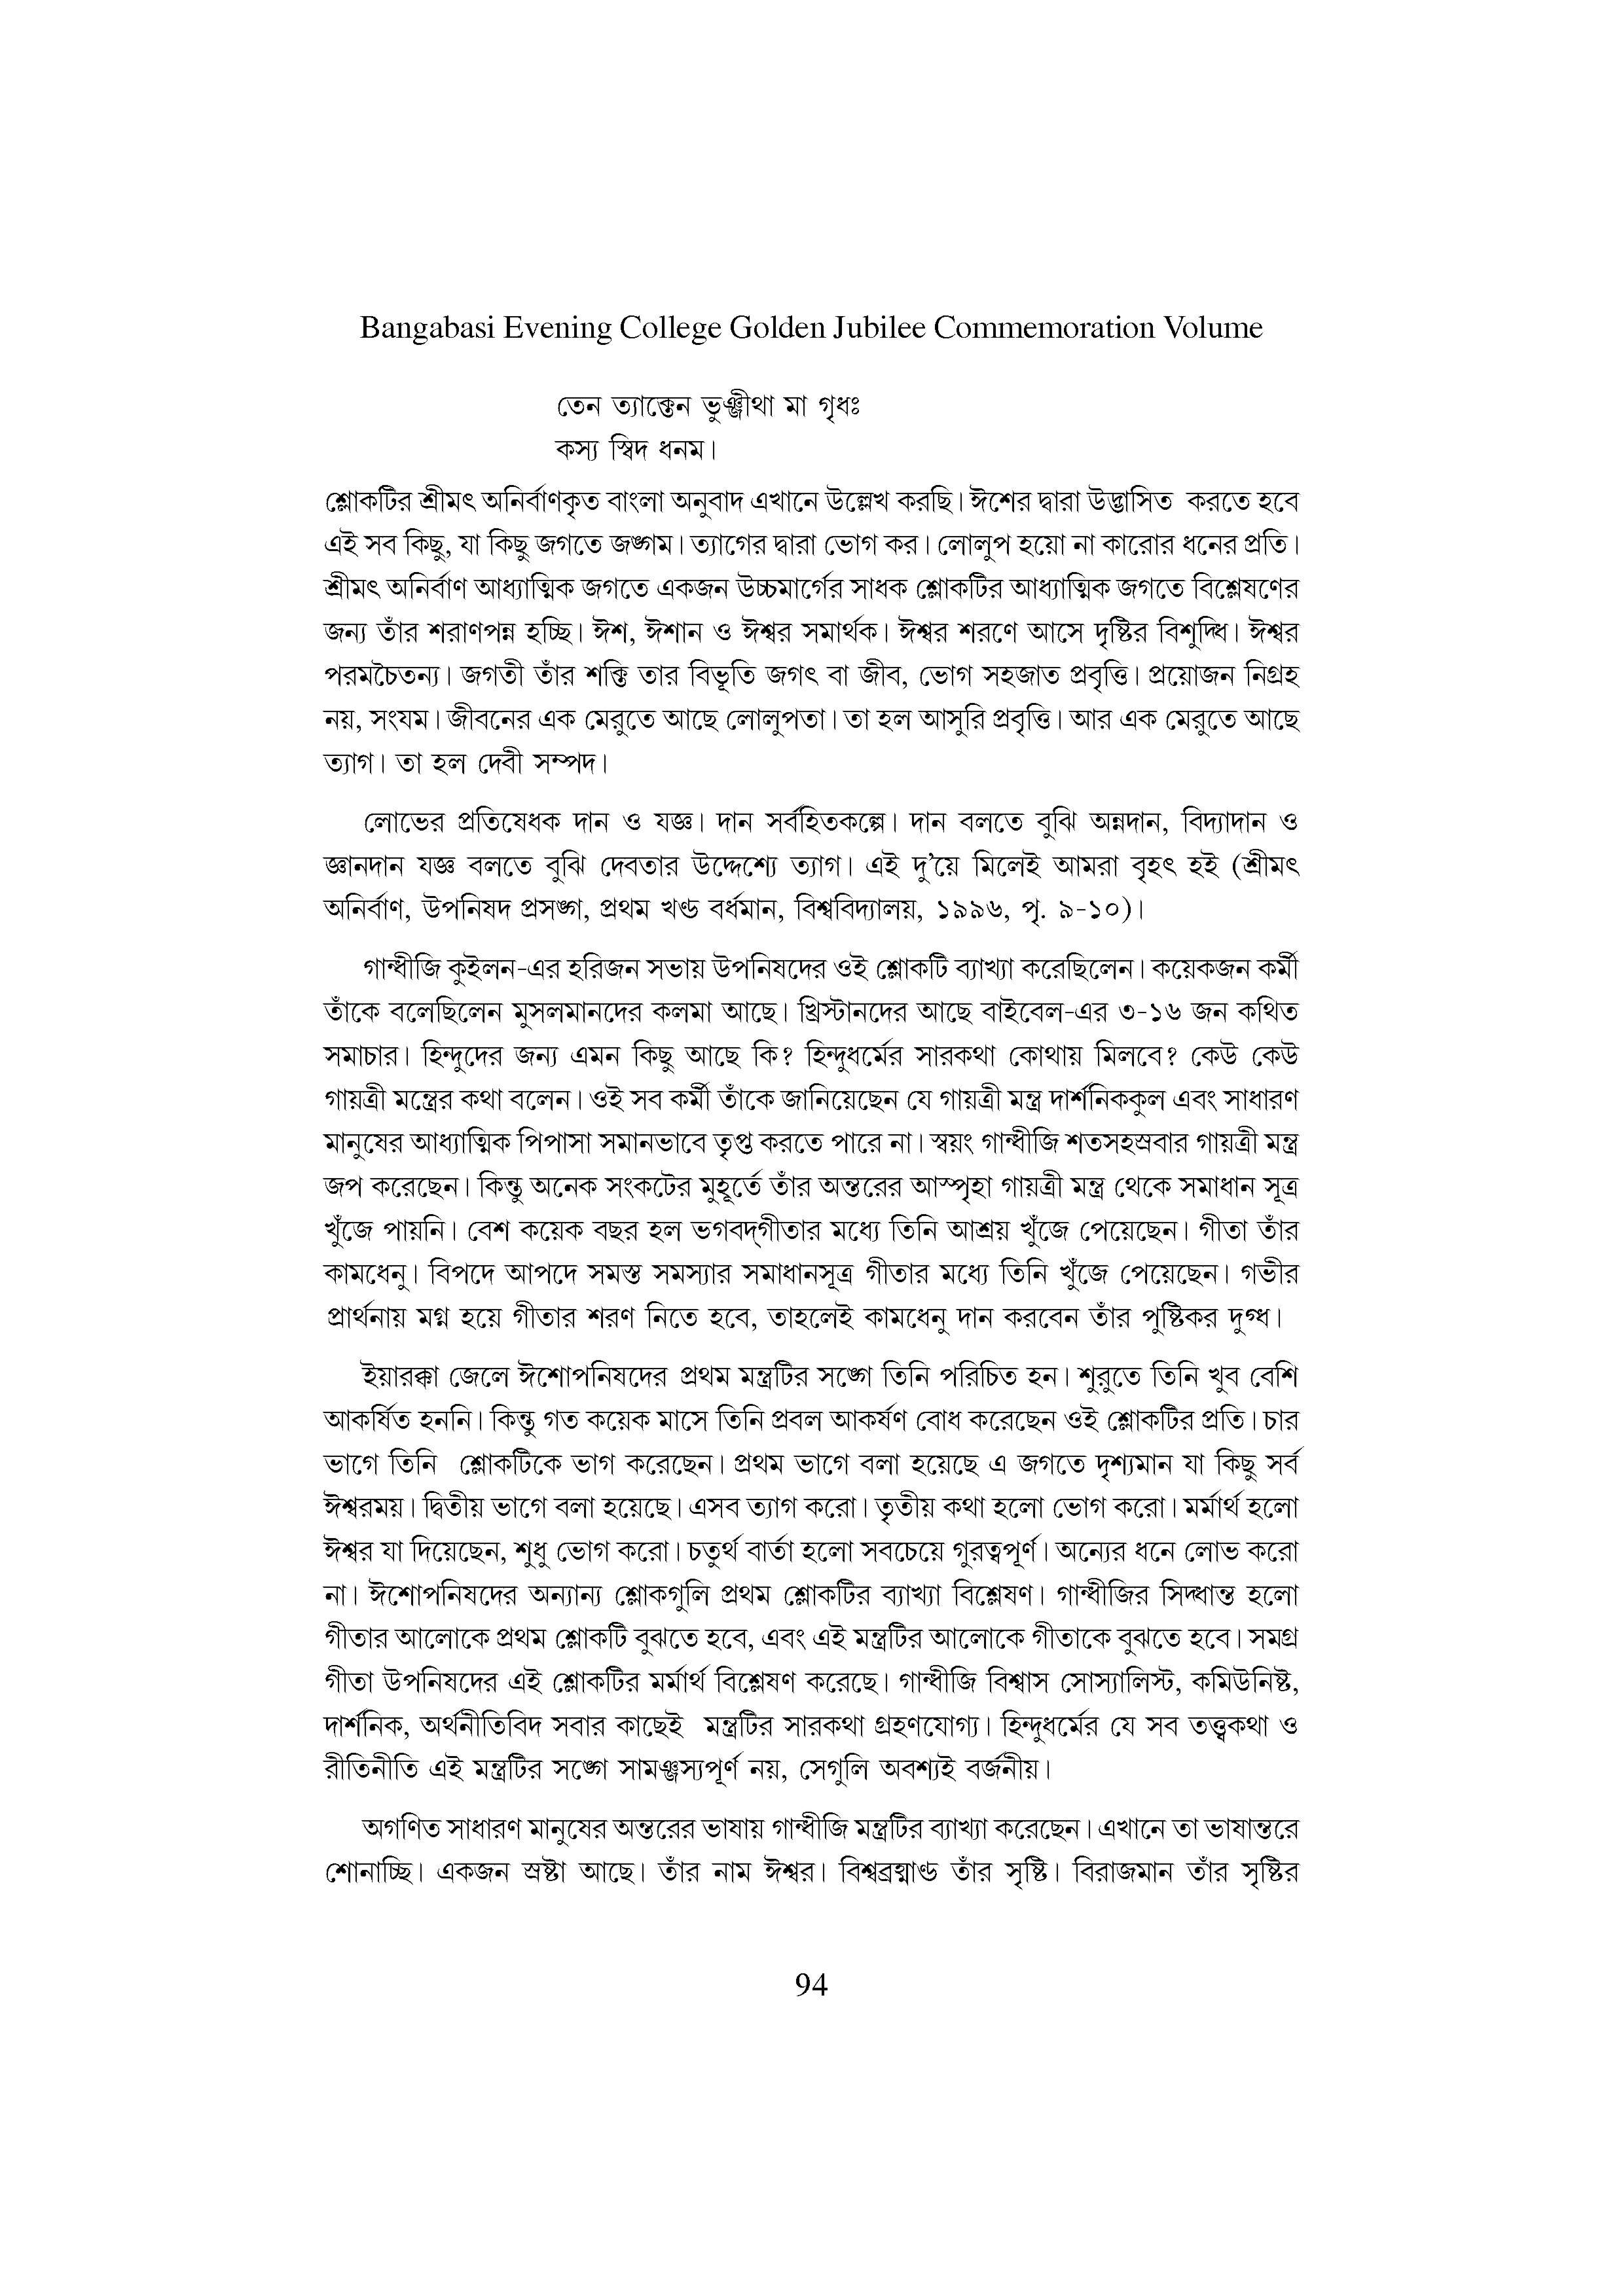 Bangabasi Evening College Golden Jubilee Commemoration Volume
তেন ত্যাক্তেন ভুঞ্জীথা মা গৃধঃ
কস্য স্বিদ ধনম।
শ্লোকটির শ্রীমৎ অনির্বাণকৃত বাংলা অনুবাদ এখানে উল্লেখ করছি। ঈশের দ্বারা উদ্ভাসিত করতে হবে
এই সব কিছু, যা কিছু জগতে জঙ্গাম। ত্যাগের দ্বারা ভোগ কর। লোলুপ হয়ো না কারোর ধনের প্রতি।
শ্রীমৎ অনির্বাণ আধ্যাত্মিক জগতে একজন উচ্চমার্গের সাধক শ্লোকটির আধ্যাত্মিক জগতে বিশ্লেষণের
জন্য তাঁর শরাণপন্ন হচ্ছি। ঈশ, ঈশান ও ঈশ্বর সমার্থক। ঈশ্বর শরণে আসে দৃষ্টির বিশুদ্ধি। ঈশ্বর
পরমচৈতন্য। জগতী তাঁর শক্তি তার বিভূতি জগৎ বা জীব, ভোগ সহজাত প্রবৃত্তি। প্রয়োজন নিগ্রহ
নয়, সংযম। জীবনের এক মেরুতে আছে লোলুপতা। তা হল আসুরি প্রবৃত্তি। আর এক মেরুতে আছে
ত্যাগ। তা হল দেবী সম্পদ।
লোভের প্রতিষেধক দান ও যজ্ঞ। দান সর্বহিতকল্পে। দান বলতে বুঝি অন্নদান, বিদ্যাদান ও
জ্ঞানদান যজ্ঞ বলতে বুঝি দেবতার উদ্দেশ্যে ত্যাগ। এই দু’য়ে মিলেই আমরা বৃহৎ হই (শ্রীমৎ
অনির্বাণ, উপনিষদ প্রসঙ্গ, প্রথম খণ্ড বর্ধমান, বিশ্ববিদ্যালয়, ১৯৯৬, পৃ. ৯-১০)।
গান্ধীজি কুইলন-এর হরিজন সভায় উপনিষদের ওই শ্লোকটি ব্যাখ্যা করেছিলেন। কয়েকজন কর্মী
তাঁকে বলেছিলেন মুসলমানদের কলমা আছে। খ্রিস্টানদের আছে বাইবেল-এর ৩-১৬ জন কথিত
সমাচার। হিন্দুদের জন্য এমন কিছু আছে কি? হিন্দুধর্মের সারকথা কোথায় মিলবে? কেউ কেউ
গায়ত্রী মন্ত্রের কথা বলেন। ওই সব কর্মী তাঁকে জানিয়েছেন যে গায়ত্রী মন্ত্র দার্শনিককুল এবং সাধারণ
মানুষের আধ্যাত্মিক পিপাসা সমানভাবে তৃপ্ত করতে পারে না। স্বয়ং গান্ধীজি শতসহস্রবার গায়ত্রী মন্ত্র
জপ করেছেন। কিন্তু অনেক সংকটের মুহূর্তে তাঁর অন্তরের আস্পৃহা গায়ত্রী মন্ত্র থেকে সমাধান সূত্র
খুঁজে পায়নি। বেশ কয়েক বছর হল ভগবদ্‌গীতার মধ্যে তিনি আশ্রয় খুঁজে পেয়েছেন। গীতা তাঁর
কামধেনু। বিপদে আপদে সমস্ত সমস্যার সমাধানসূত্র গীতার মধ্যে তিনি খুঁজে পেয়েছেন। গভীর
প্রার্থনায় মগ্ন হয়ে গীতার শরণ নিতে হবে, তাহলেই কামধেনু দান করবেন তাঁর পুষ্টিকর দুগ্ধ।
ইয়ারক্কা জেলে ঈশোপনিষদের প্রথম মন্ত্রটির সঙ্গে তিনি পরিচিত হন। শুরুতে তিনি খুব বেশি
আকর্ষিত হননি। কিন্তু গত কয়েক মাসে তিনি প্রবল আকর্ষণ বোধ করেছেন ওই শ্লোকটির প্রতি। চার
ভাগে তিনি শ্লোকটিকে ভাগ করেছেন। প্রথম ভাগে বলা হয়েছে এ জগতে দৃশ্যমান যা কিছু সর্ব
ঈশ্বরময়। দ্বিতীয় ভাগে বলা হয়েছে। এসব ত্যাগ করো। তৃতীয় কথা হলো ভোগ করো। মর্মার্থ হলো
ঈশ্বর যা দিয়েছেন, শুধু ভোগ করো। চতুর্থ বার্তা হলো সবচেয়ে গুরত্বপূর্ণ। অন্যের ধনে লোভ করো
না। ঈশোপনিষদের অন্যান্য শ্লোকগুলি প্রথম শ্লোকটির ব্যাখ্যা বিশ্লেষণ। গান্ধীজির সিদ্ধান্ত হলো
গীতার আলোকে প্রথম শ্লোকটি বুঝতে হবে, এবং এই মন্ত্রটির আলোকে গীতাকে বুঝতে হবে। সমগ্র
গীতা উপনিষদের এই শ্লোকটির মর্মার্থ বিশ্লেষণ করেছে। গান্ধীজি বিশ্বাস সোস্যালিস্ট, কমিউনিষ্ট,
দার্শনিক, অর্থনীতিবিদ সবার কাছেই মন্ত্রটির সারকথা গ্রহণযোগ্য। হিন্দুধর্মের যে সব তত্ত্বকথা ও
রীতিনীতি এই মন্ত্রটির সঙ্গে সামঞ্জস্যপূর্ণ নয়, সেগুলি অবশ্যই বর্জনীয়।
অগণিত সাধারণ মানুষের অন্তরের ভাষায় গান্ধীজি মন্ত্রটির ব্যাখ্যা করেছেন। এখানে তা ভাষান্তরে
শোনাচ্ছি। একজন স্রষ্টা আছে। তাঁর নাম ঈশ্বর। বিশ্বব্রহ্মাণ্ড তাঁর সৃষ্টি। বিরাজমান তাঁর সৃষ্টির
94